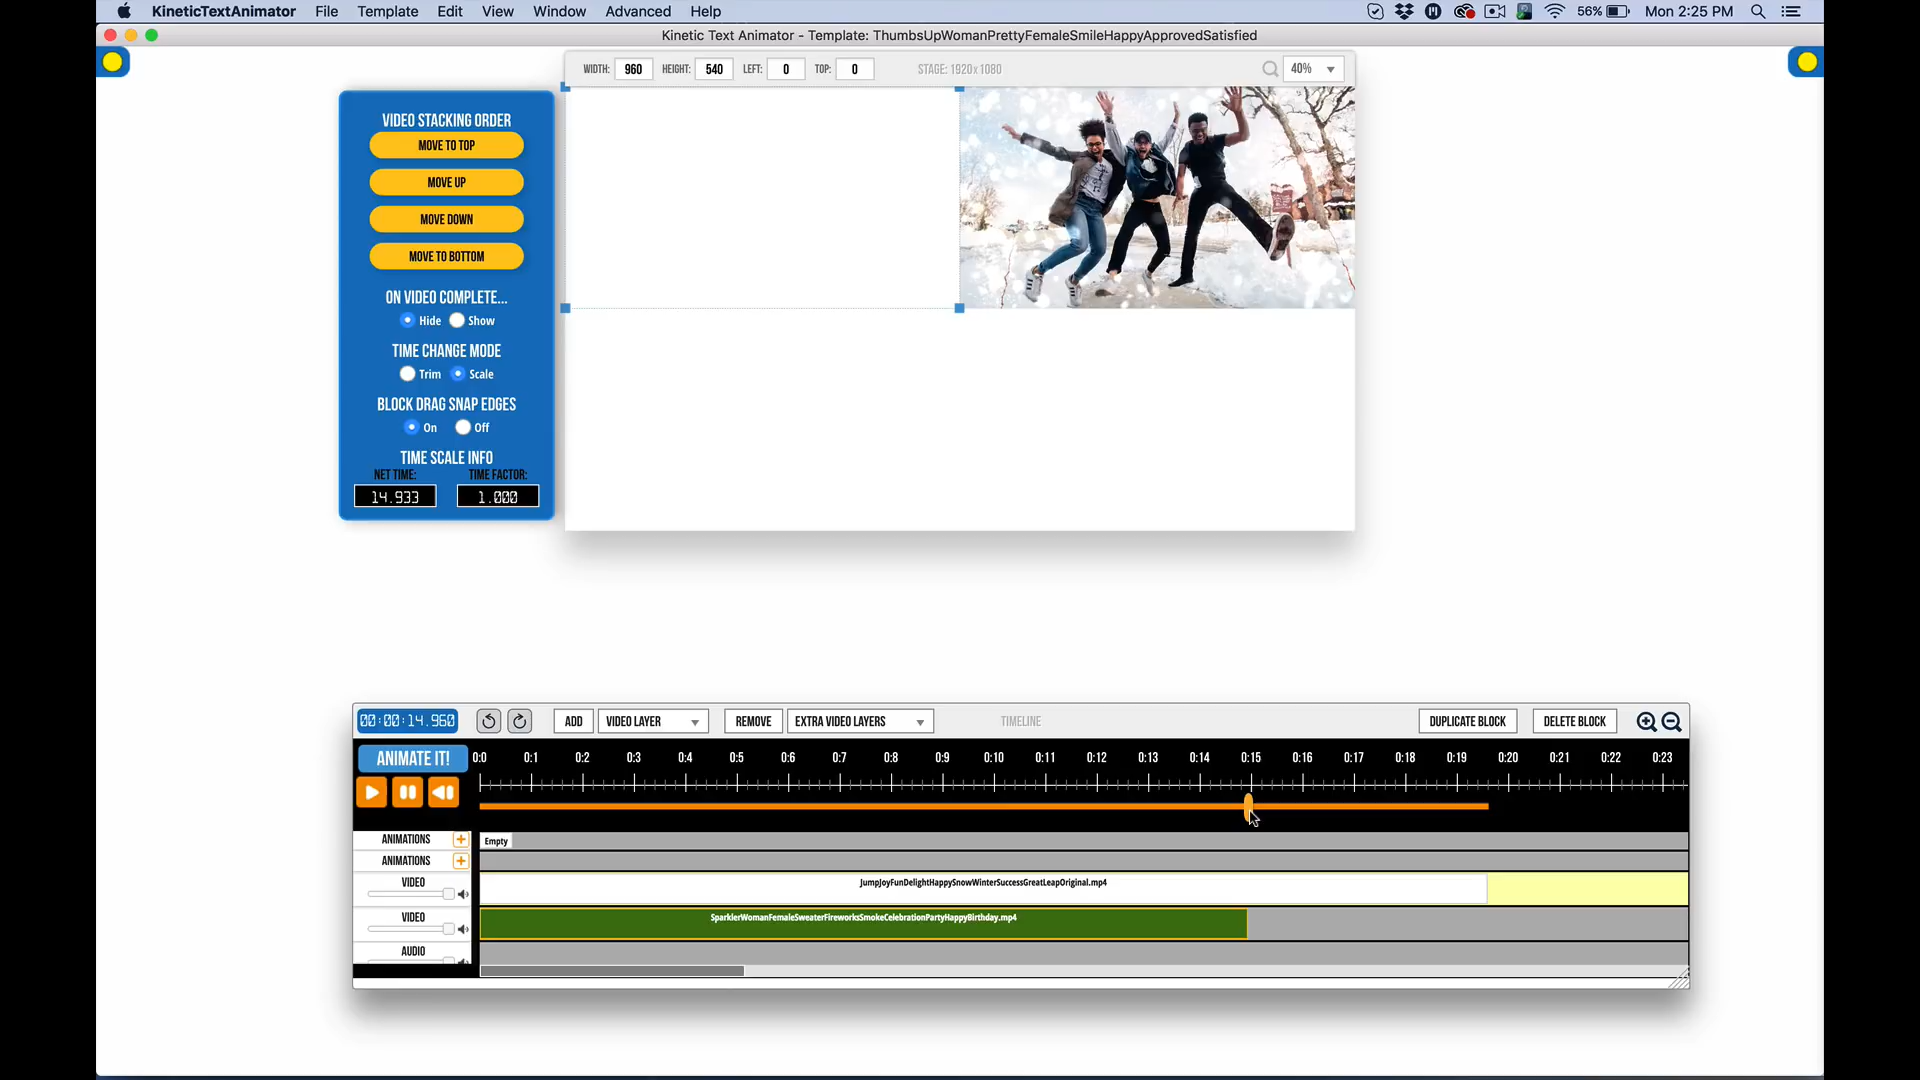 KineticTextAnimator File Template Edit View Window Advanced Help 56% Mon 2:25 PM
Kinetic Text Animator - Template: ThumbsUpWomanPrettyFemaleSmileHappyApprovedSatisfied
WIDTH: 960 HEIGHT: 540 LEFT: 0 TOP: 0 STAGE: 1920x1080 40%
VIDEO STACKING ORDER
MOVE TO TOP
MOVE UP
MOVE DOWN
MOVE TO BOTTOM
ON VIDEO COMPLETE...
Hide Show
TIME CHANGE MODE
Trim Scale
BLOCK DRAG SNAP EDGES
On Off
TIME SCALE INFO
NET TIME: TIME FACTOR:
14.933 1.000
00:00:14.960 ADD VIDEO LAYER REMOVE EXTRA VIDEO LAYERS TIMELINE DUPLICATE BLOCK DELETE BLOCK
ANIMATE IT! 0:0 0:1 0:2 0:3 0:4 0:5 0:6 0:7 0:8 0:9 0:10 0:11 0:12 0:13 0:14 0:15 0:16 0:17 0:18 0:19 0:20 0:21 0:22 0:23
ANIMATIONS + Empty
ANIMATIONS +
VIDEO JumpJoyFunDelightHappySnowWinterSuccessGreatLeapOriginal.mp4
VIDEO SparklerWomanFemaleSweaterFireworksSmokeCelebrationPartyHappyBirthday.mp4
AUDIO